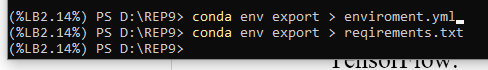 (%LB2.14%) PS D:\REP9> conda env export > enviroment.yml
(%LB2.14%) PS D:\REP9> conda env export > reqirements.txt
(%LB2.14%) PS D:\REP9>
TensorFlow.